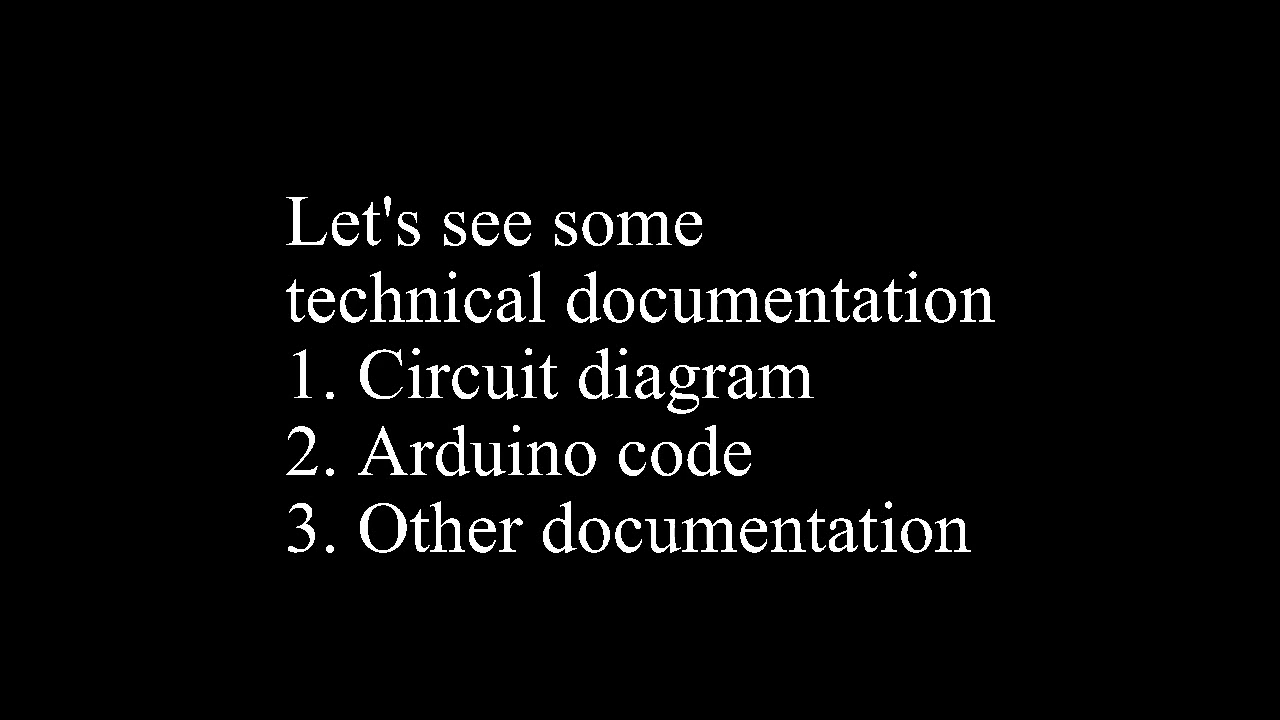 Let's see some
technical documentation
1. Circuit diagram
2. Arduino code
3. Other documentation